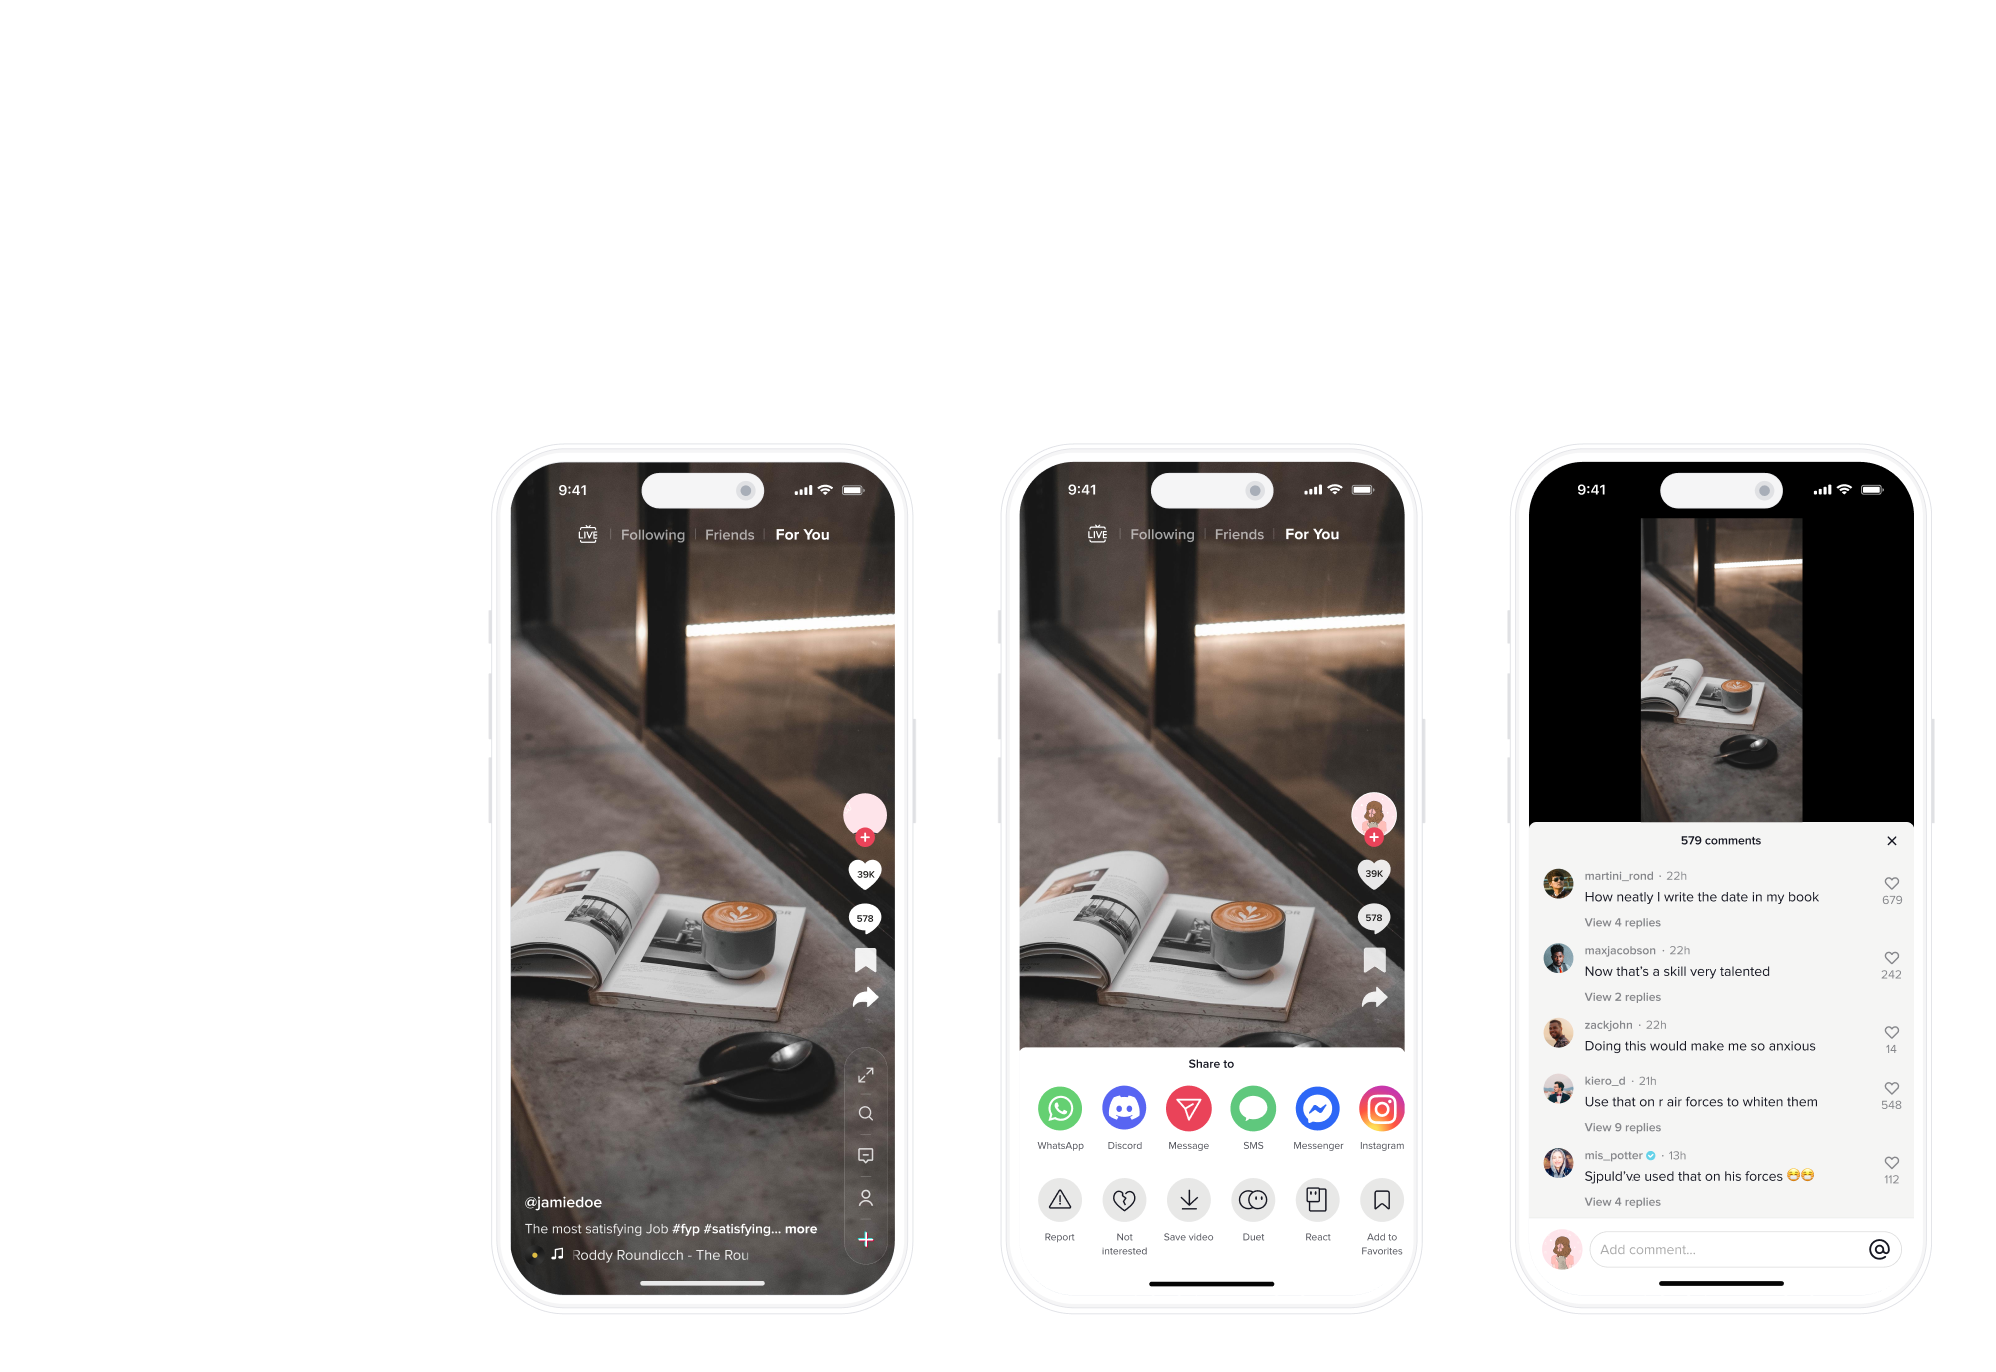 9:41
LIVE Following Friends For You
39K
578
@jamiedoe
The most satisfying Job #fyp #satisfying... more
Roddy Roundicch - The Rou
9:41
LIVE Following Friends For You
39K
578
Share to
WhatsApp Discord Message SMS Messenger Instagram
Report Not interested Save video Duet React Add to Favorites
9:41
579 comments
martini_rond · 22h
How neatly I write the date in my book
679
View 4 replies
maxjacobson · 22h
Now that's a skill very talented
242
View 2 replies
zackjohn · 22h
Doing this would make me so anxious
14
kiero_d · 21h
Use that on r air forces to whiten them
548
View 9 replies
mis_potter · 13h
Sjpuld've used that on his forces 😁😁
112
View 4 replies
Add comment...